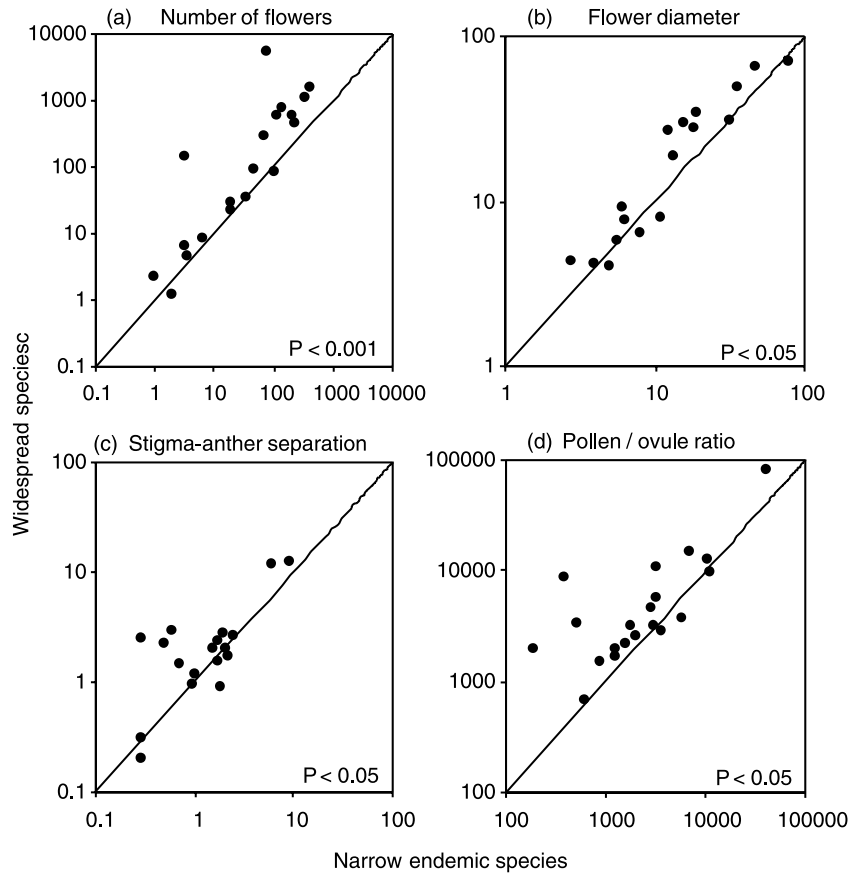 (a) Number of flowers
10000
1000
100
10
1
0.1
0.1 1 10 100 1000 10000
P < 0.001
(b) Flower diameter
100
10
1
1 10 100
P < 0.05
(c) Stigma-anther separation
100
10
1
0.1
0.1 1 10 100
P < 0.05
(d) Pollen / ovule ratio
100000
10000
1000
100
100 1000 10000 100000
P < 0.05
Widespread speciesc
Narrow endemic species